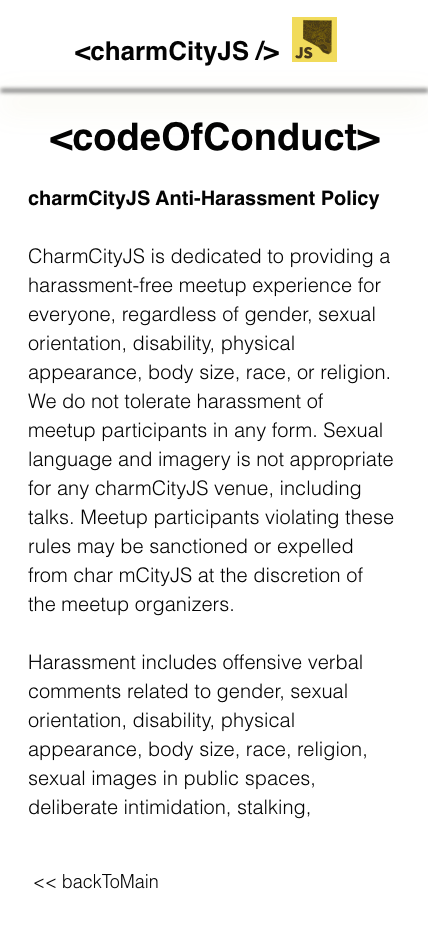 <charmCityJS />
JS
<codeOfConduct>
charmCityJS Anti-Harassment Policy
CharmCityJS is dedicated to providing a
harassment-free meetup experience for
everyone, regardless of gender, sexual
orientation, disability, physical
appearance, body size, race, or religion.
We do not tolerate harassment of
meetup participants in any form. Sexual
language and imagery is not appropriate
for any charmCityJS venue, including
talks. Meetup participants violating these
rules may be sanctioned or expelled
from char mCityJS at the discretion of
the meetup organizers.
Harassment includes offensive verbal
comments related to gender, sexual
orientation, disability, physical
appearance, body size, race, religion,
sexual images in public spaces,
deliberate intimidation, stalking,
<< backToMain